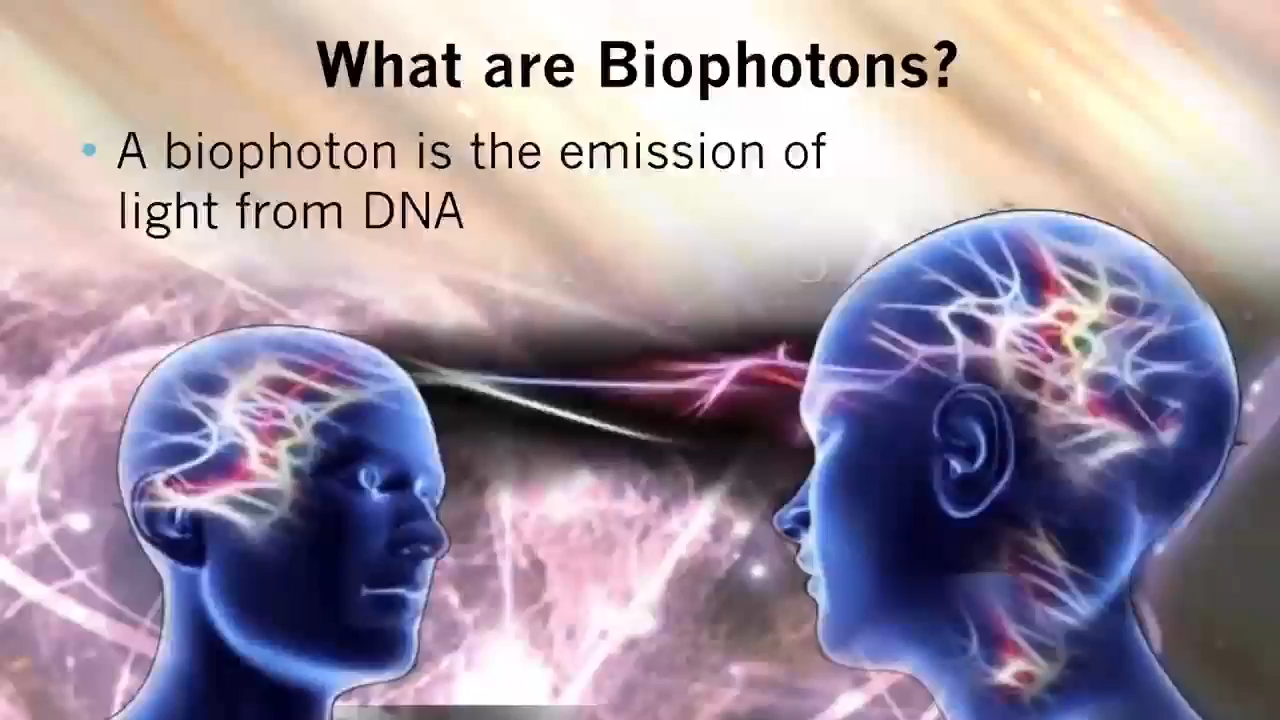 What are Biophotons?
• A biophoton is the emission of
light from DNA